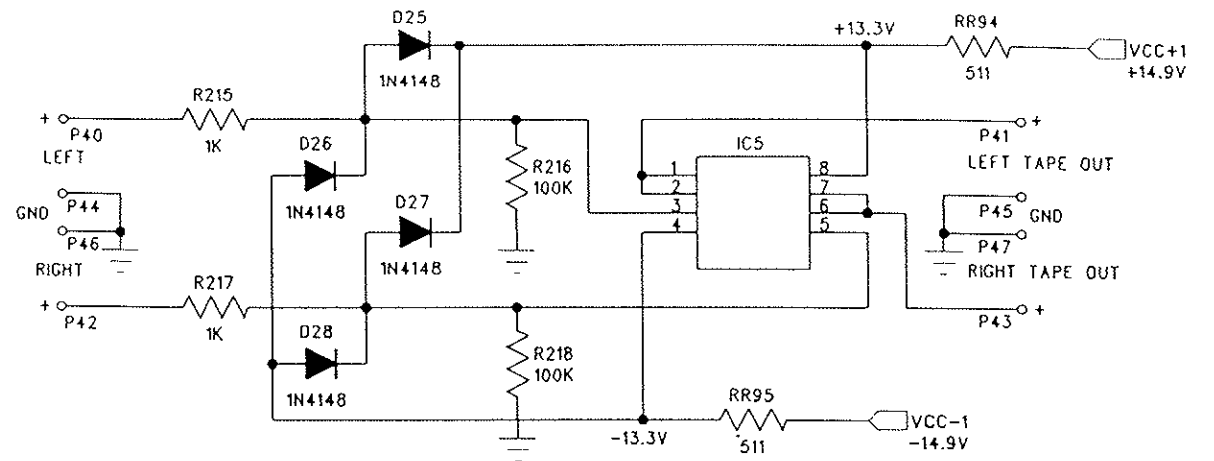 D25
1N4148
+13.3V
RR94
511
VCC+1
+14.9V
R215
1K
+ P40
LEFT
D26
1N4148
R216
100K
IC5
1
2
3
4
8
7
6
5
P41 +
LEFT TAPE OUT
P44
GND
P46
RIGHT
D27
1N4148
P45
GND
P47
RIGHT TAPE OUT
+ P42
R217
1K
P43 +
D28
1N4148
R218
100K
-13.3V
RR95
511
VCC-1
-14.9V